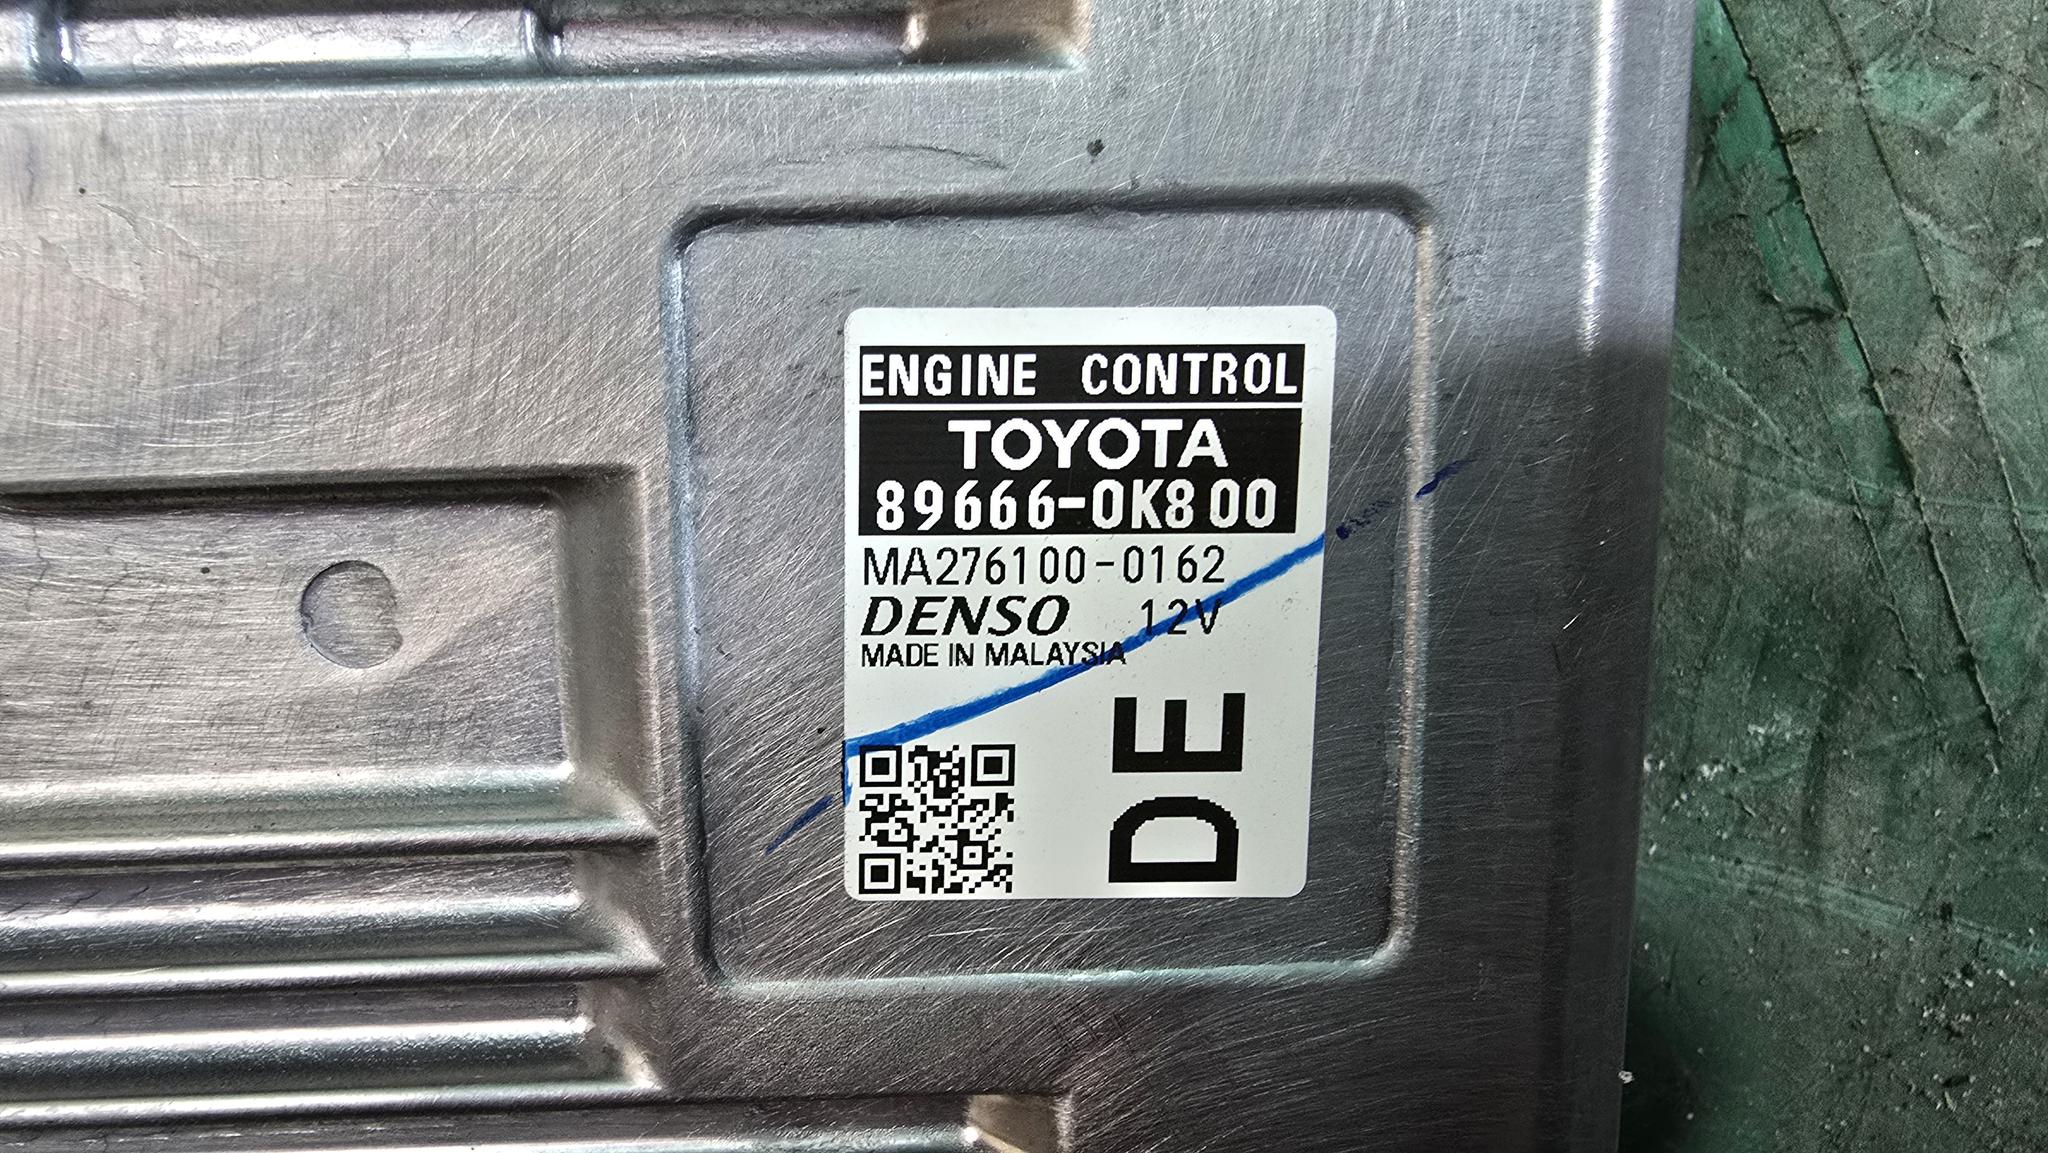 ENGINE CONTROL
TOYOTA
89666-0K800
MA276100-0162
DENSO 12V
MADE IN MALAYSIA
DE